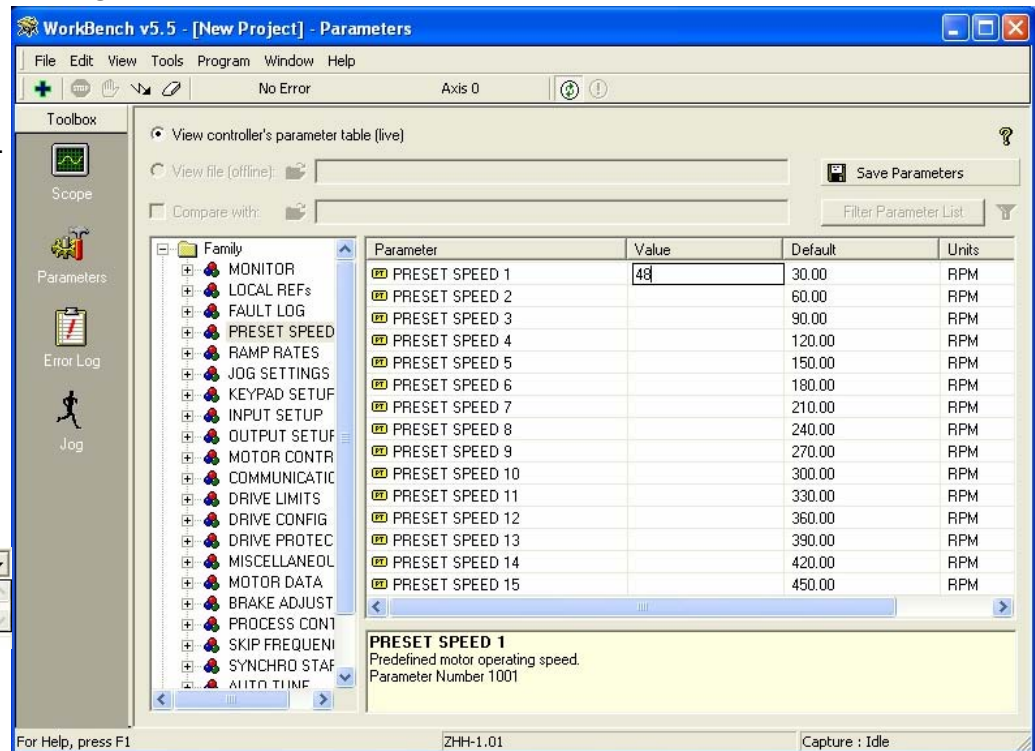 WorkBench v5.5 - [New Project] - Parameters
File Edit View Tools Program Window Help
No Error Axis 0
Toolbox
Scope
Parameters
Error Log
Jog
View controller's parameter table (live)
View file (offline):
Save Parameters
Compare with:
Filter Parameter List
Family
MONITOR
LOCAL REFs
FAULT LOG
PRESET SPEED
RAMP RATES
JOG SETTINGS
KEYPAD SETUP
INPUT SETUP
OUTPUT SETUP
MOTOR CONTR
COMMUNICATIC
DRIVE LIMITS
DRIVE CONFIG
DRIVE PROTEC
MISCELLANEOU
MOTOR DATA
BRAKE ADJUST
PROCESS CONT
SKIP FREQUEN
SYNCHRO STAR
AUTO TUNE
Parameter Value Default Units
PRESET SPEED 1 48 30.00 RPM
PRESET SPEED 2 60.00 RPM
PRESET SPEED 3 90.00 RPM
PRESET SPEED 4 120.00 RPM
PRESET SPEED 5 150.00 RPM
PRESET SPEED 6 180.00 RPM
PRESET SPEED 7 210.00 RPM
PRESET SPEED 8 240.00 RPM
PRESET SPEED 9 270.00 RPM
PRESET SPEED 10 300.00 RPM
PRESET SPEED 11 330.00 RPM
PRESET SPEED 12 360.00 RPM
PRESET SPEED 13 390.00 RPM
PRESET SPEED 14 420.00 RPM
PRESET SPEED 15 450.00 RPM
PRESET SPEED 1
Predefined motor operating speed.
Parameter Number 1001
For Help, press F1 ZHH-1.01 Capture : Idle